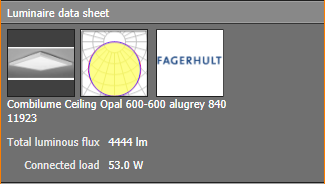 Luminaire data sheet
FAGERHULT
Combilume Ceiling Opal 600-600 alugrey 840
11923
Total luminous flux 4444 lm
Connected load 53.0 W